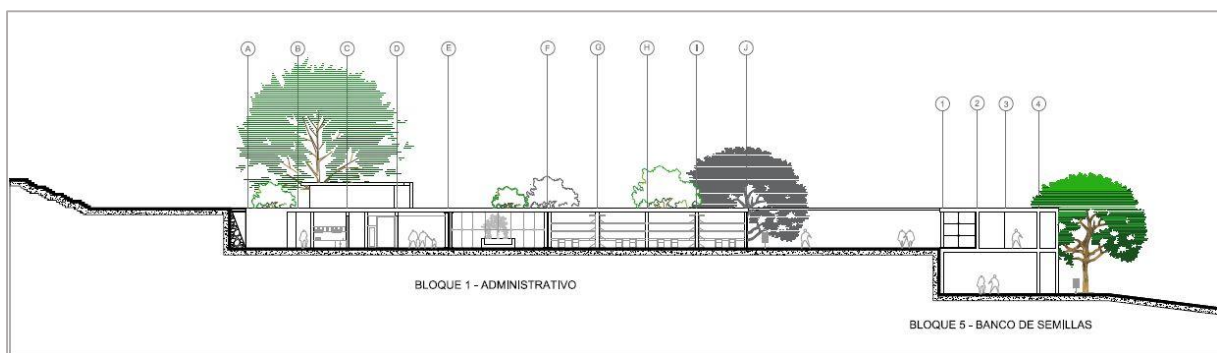 A B C D E F G H I J
1 2 3 4
BLOQUE 1 - ADMINISTRATIVO
BLOQUE 5 - BANCO DE SEMILLAS